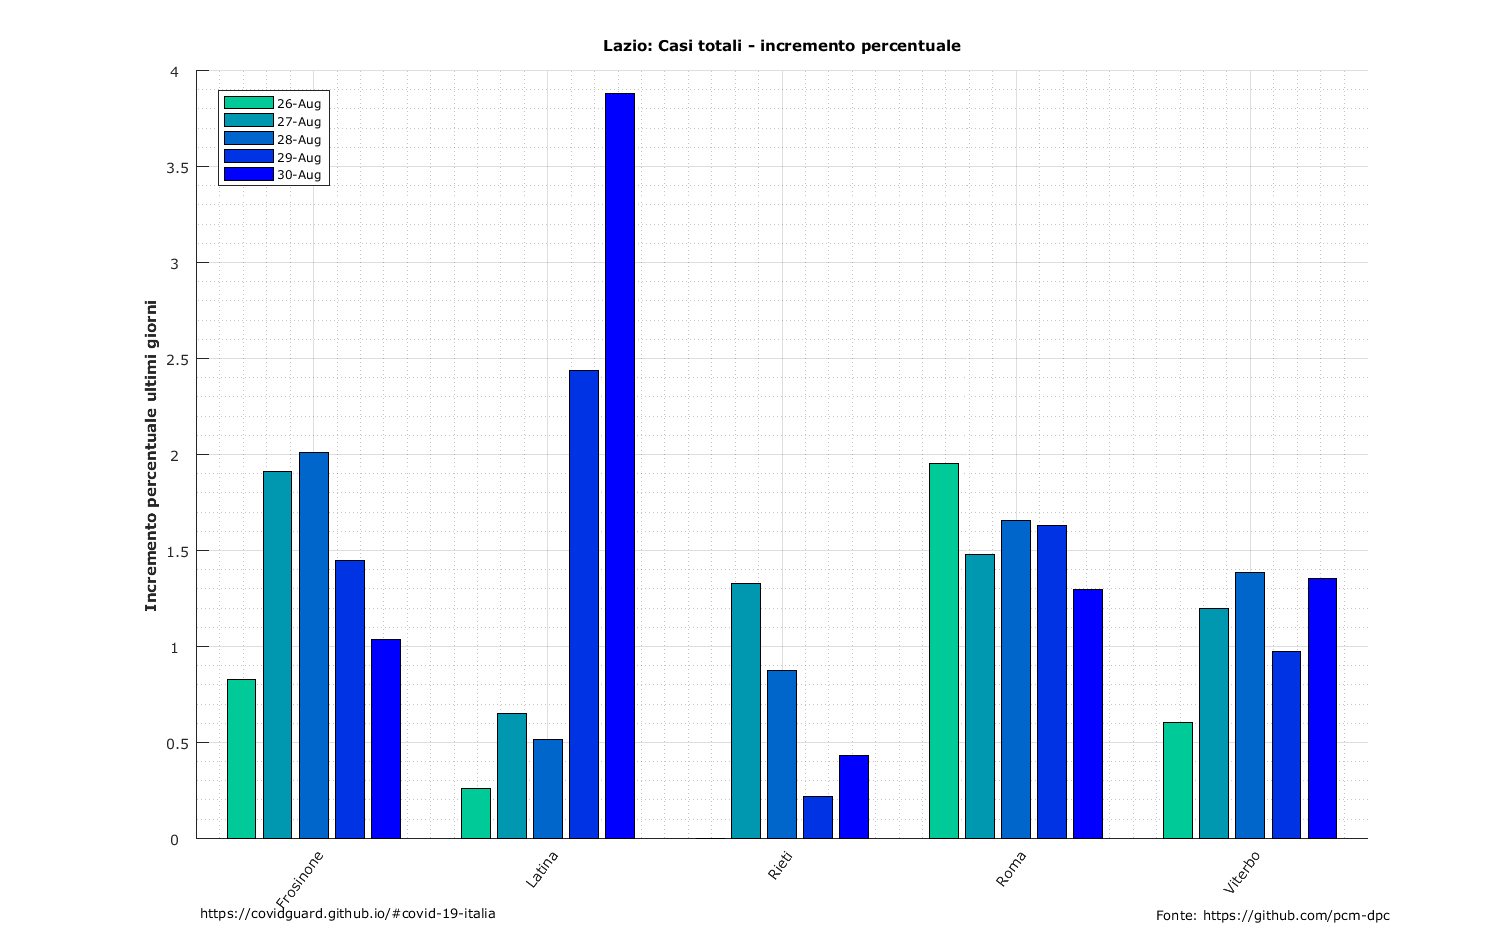 Lazio: Casi totali - incremento percentuale
Incremento percentuale ultimi giorni
4
3.5
3
2.5
2
1.5
1
0.5
0
26-Aug
27-Aug
28-Aug
29-Aug
30-Aug
Frosinone
Latina
Rieti
Roma
Viterbo
https://covidguard.github.io/#covid-19-italia
Fonte: https://github.com/pcm-dpc